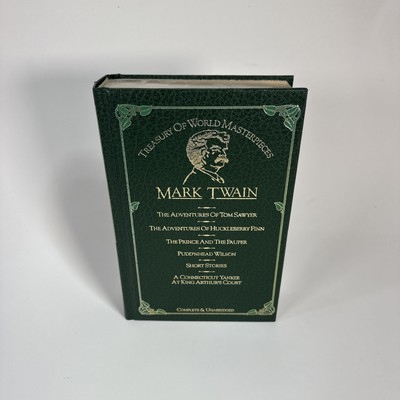 TREASURY OF WORLD MASTERPIECES
MARK TWAIN
THE ADVENTURES OF TOM SAWYER
THE ADVENTURES OF HUCKLEBERRY FINN
THE PRINCE AND THE PAUPER
PUDD'NHEAD WILSON
SHORT STORIES
A CONNECTICUT YANKEE
AT KING ARTHUR'S COURT
COMPLETE & UNABRIDGED